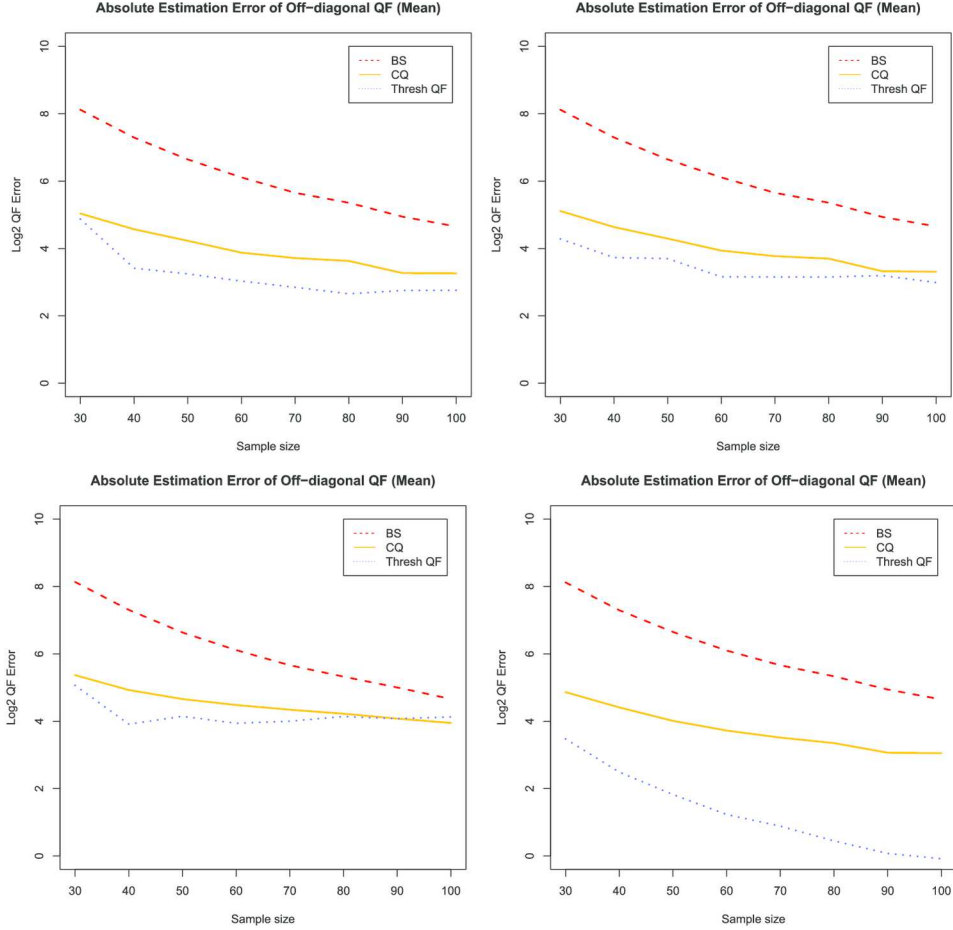 Absolute Estimation Error of Off−diagonal QF (Mean)
BS
CQ
Thresh QF
Log2 QF Error
10
8
6
4
2
0
30 40 50 60 70 80 90 100
Sample size
Absolute Estimation Error of Off−diagonal QF (Mean)
BS
CQ
Thresh QF
Log2 QF Error
10
8
6
4
2
0
30 40 50 60 70 80 90 100
Sample size
Absolute Estimation Error of Off−diagonal QF (Mean)
BS
CQ
Thresh QF
Log2 QF Error
10
8
6
4
2
0
30 40 50 60 70 80 90 100
Sample size
Absolute Estimation Error of Off−diagonal QF (Mean)
BS
CQ
Thresh QF
Log2 QF Error
10
8
6
4
2
0
30 40 50 60 70 80 90 100
Sample size